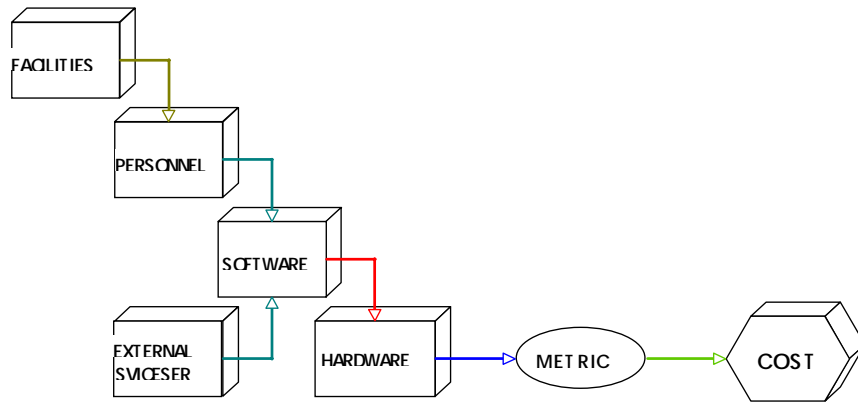 FACILITIES
PERSONNEL
SOFTWARE
EXTERNAL
SVICESER
HARDWARE
METRIC
COST